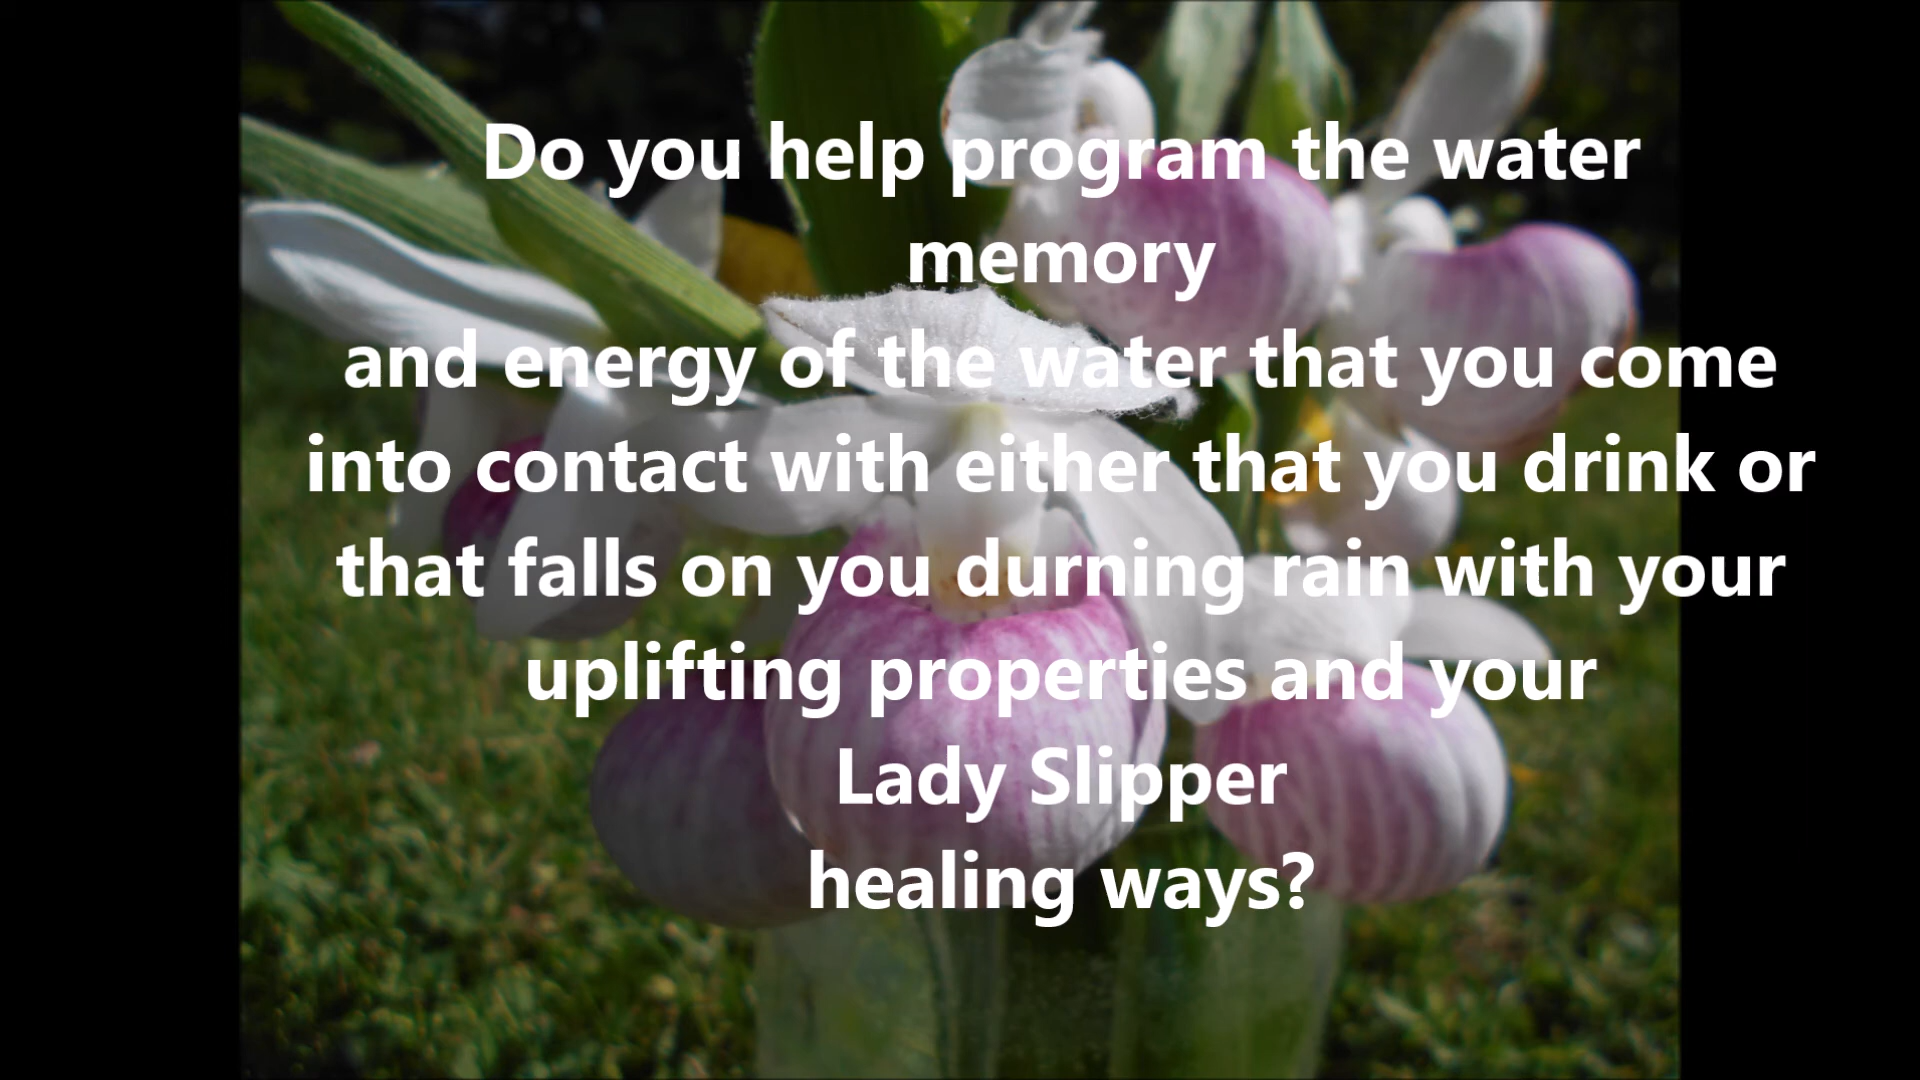 Do you help program the water
memory
and energy of the water that you come
into contact with either that you drink or
that falls on you durning rain with your
uplifting properties and your
Lady Slipper
healing ways?